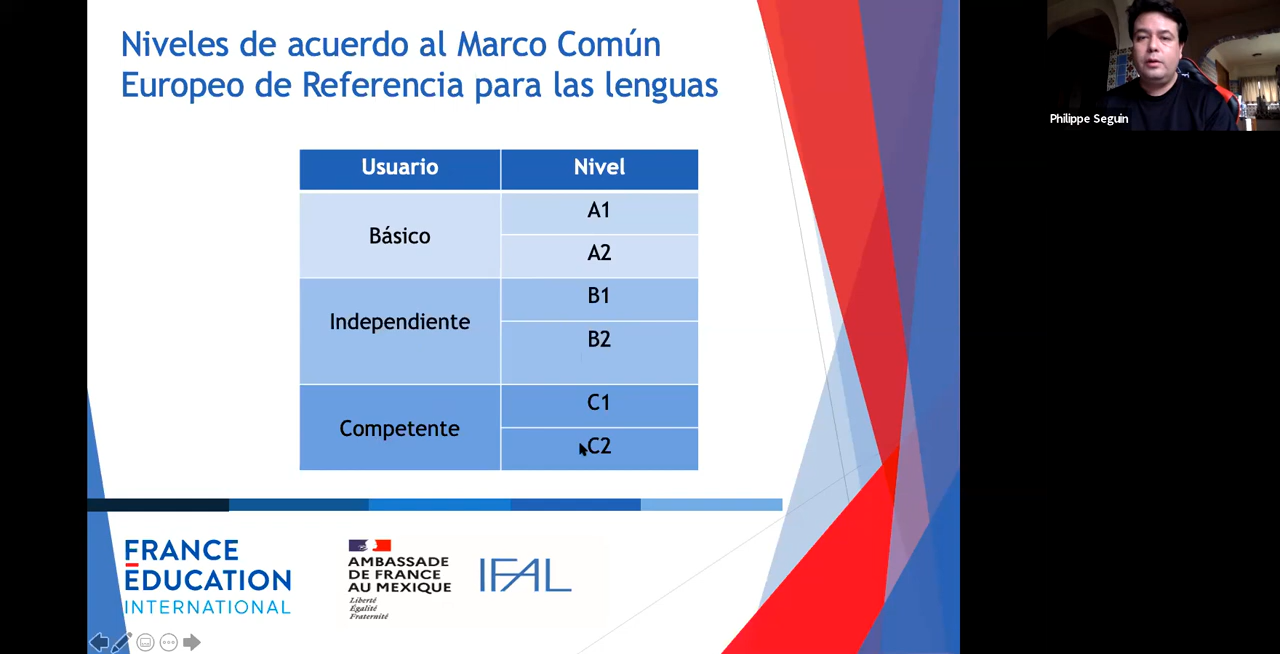 Niveles de acuerdo al Marco Común
Europeo de Referencia para las lenguas
Usuario Nivel
Básico
A1
A2
Independiente
B1
B2
Competente
C1
C2
FRANCE
ÉDUCATION
INTERNATIONAL
AMBASSADE
DE FRANCE
AU MEXIQUE
Liberté
Égalité
Fraternité
IFAL
Philippe Seguin